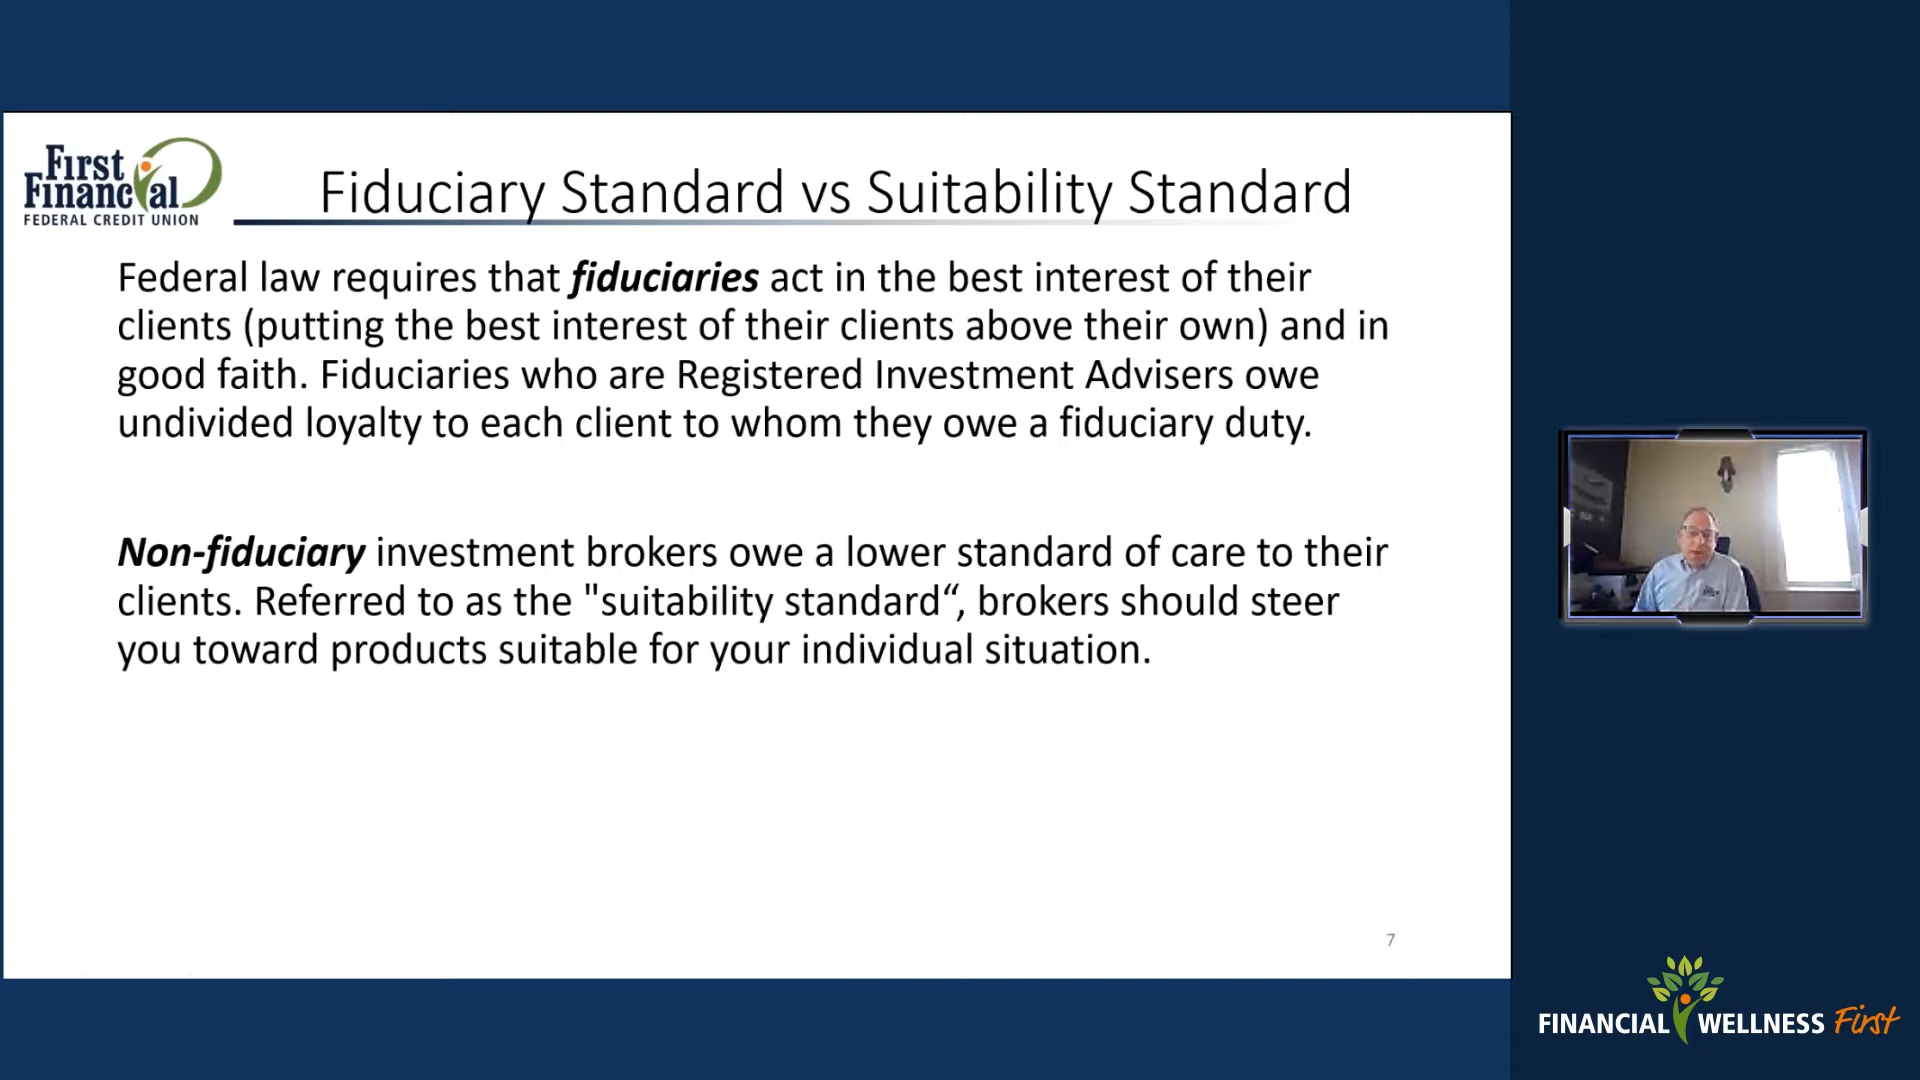 First
Financial
FEDERAL CREDIT UNION
Fiduciary Standard vs Suitability Standard
Federal law requires that fiduciaries act in the best interest of their
clients (putting the best interest of their clients above their own) and in
good faith. Fiduciaries who are Registered Investment Advisers owe
undivided loyalty to each client to whom they owe a fiduciary duty.
Non-fiduciary investment brokers owe a lower standard of care to their
clients. Referred to as the "suitability standard“, brokers should steer
you toward products suitable for your individual situation.
7
FINANCIAL WELLNESS First